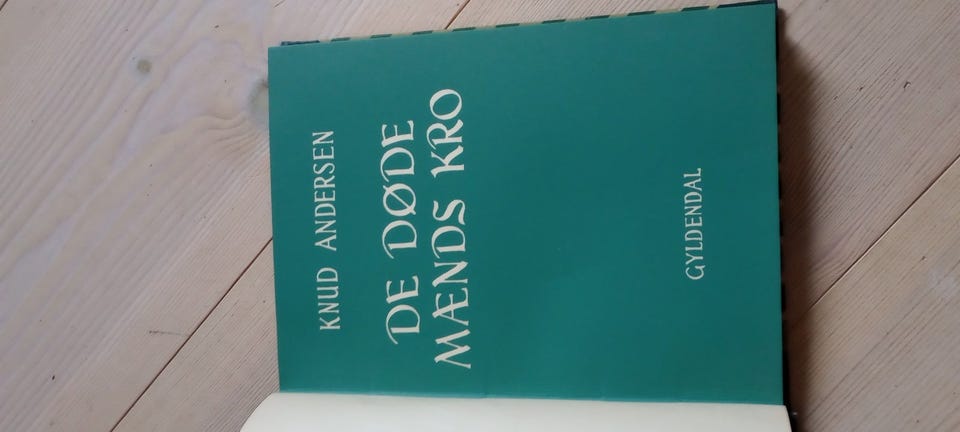 KNUD ANDERSEN
DE DØDE
MÆNDS KRO
GYLDENDAL